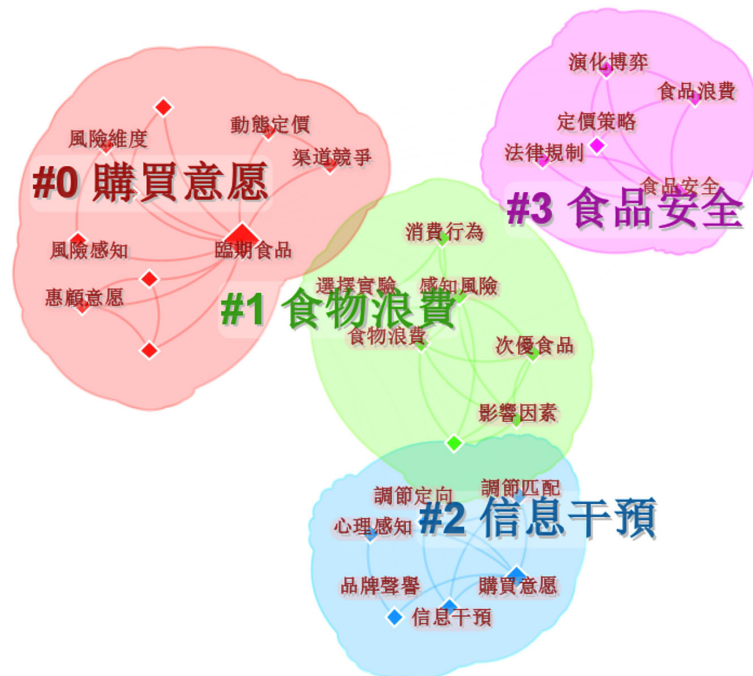 風險維度
動態定價
渠道競爭
#0 購買意愿
風險感知
臨期食品
惠顧意愿
演化博弈
食品浪費
定價策略
法律規制
食品安全
#3 食品安全
消費行為
選擇實驗
感知風險
#1 食物浪費
食物浪費
次優食品
影響因素
調節定向
調節匹配
心理感知
#2 信息干預
品牌聲譽
購買意愿
信息干預